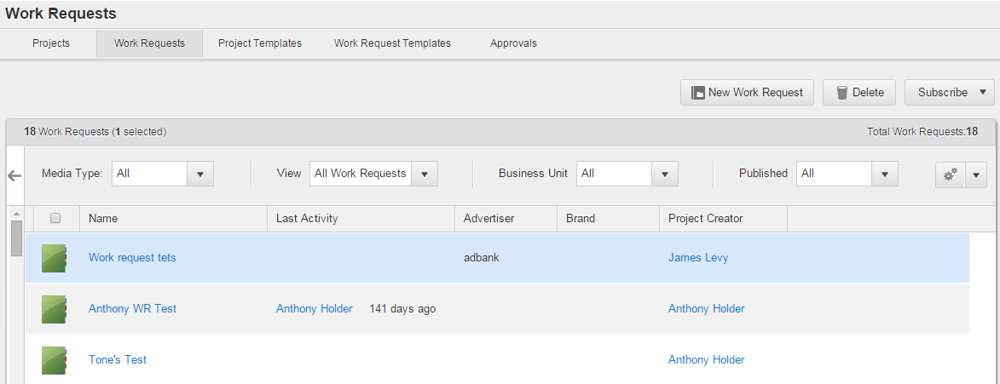 Work Requests
Projects Work Requests Project Templates Work Request Templates Approvals
New Work Request Delete Subscribe
18 Work Requests (1 selected) Total Work Requests:18
Media Type: All View All Work Requests Business Unit All Published All
Name Last Activity Advertiser Brand Project Creator
Work request tets adbank James Levy
Anthony WR Test Anthony Holder 141 days ago Anthony Holder
Tone's Test Anthony Holder